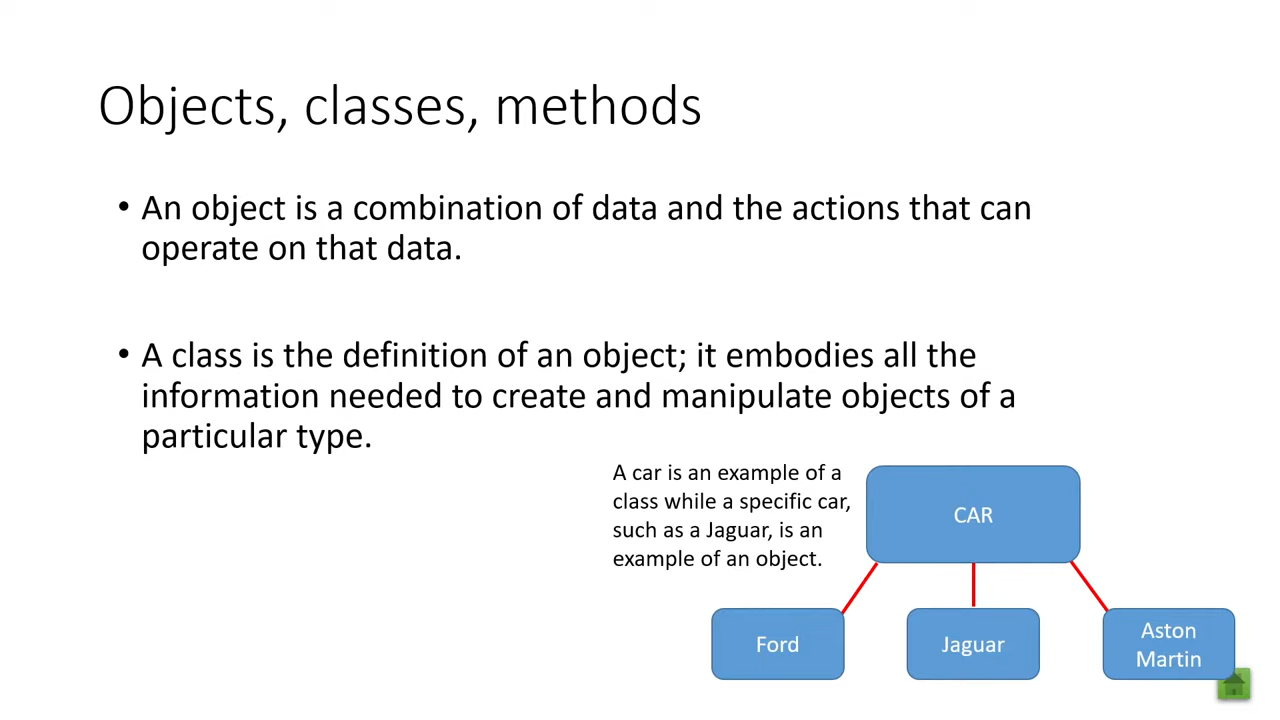 Objects, classes, methods
• An object is a combination of data and the actions that can
operate on that data.
• A class is the definition of an object; it embodies all the
information needed to create and manipulate objects of a
particular type.
A car is an example of a
class while a specific car,
such as a Jaguar, is an
example of an object.
CAR
Ford
Jaguar
Aston
Martin